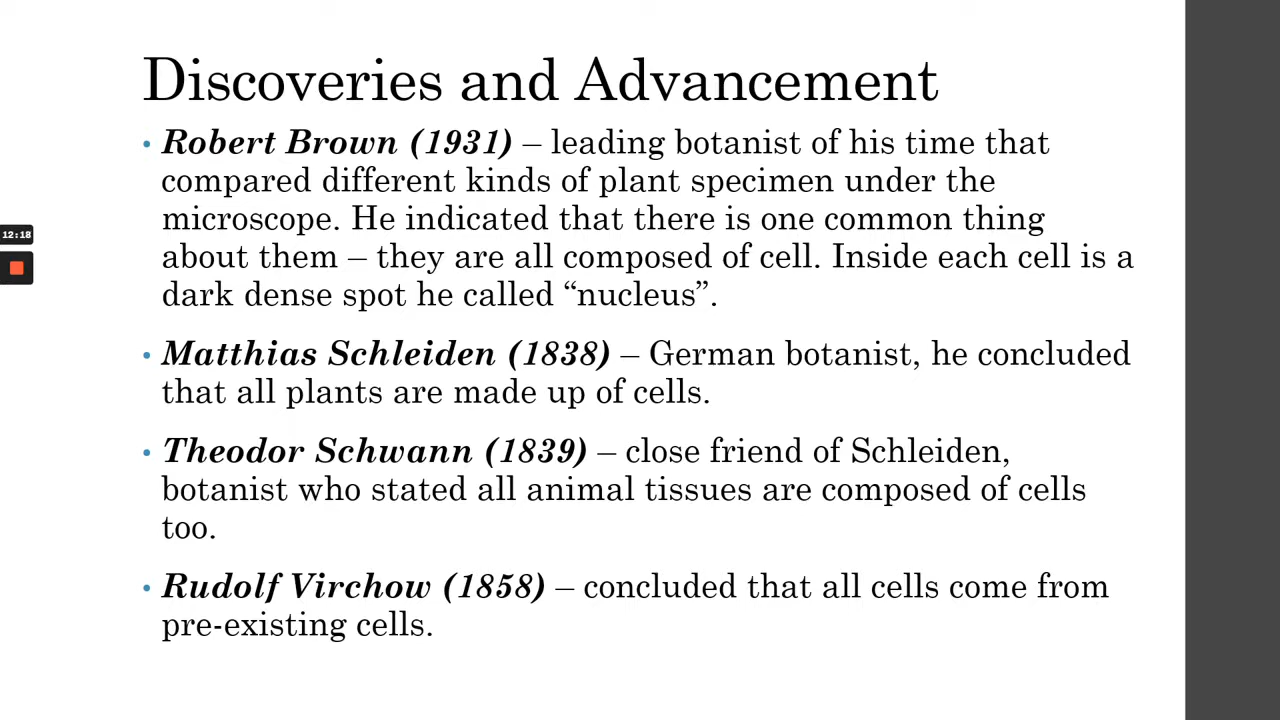 Discoveries and Advancement
• Robert Brown (1931) – leading botanist of his time that
compared different kinds of plant specimen under the
microscope. He indicated that there is one common thing
about them – they are all composed of cell. Inside each cell is a
dark dense spot he called “nucleus”.
• Matthias Schleiden (1838) – German botanist, he concluded
that all plants are made up of cells.
• Theodor Schwann (1839) – close friend of Schleiden,
botanist who stated all animal tissues are composed of cells
too.
• Rudolf Virchow (1858) – concluded that all cells come from
pre-existing cells.
12:18